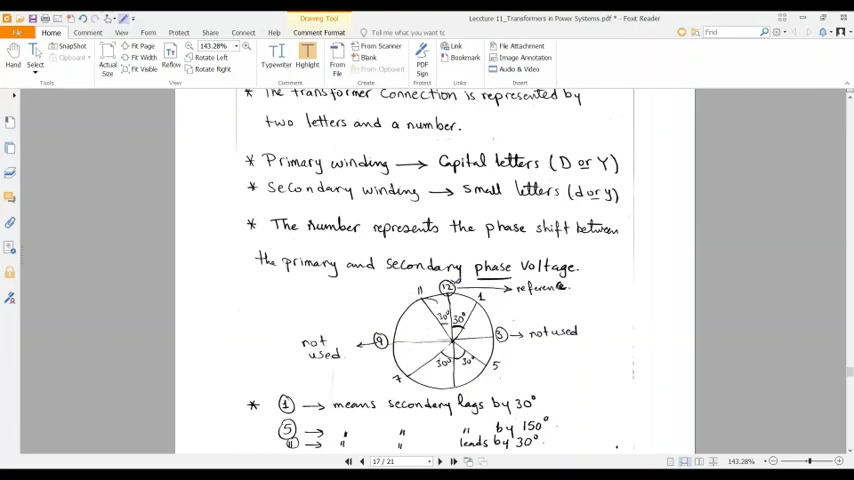 Drawing Tool
Lecture 11_Transformers in Power Systems.pdf * - Foxit Reader
File
Home
Comment
View
Form
Protect
Share
Connect
Help
Comment Format
Tell me what you want t
Find
Hand
Select
SnapShot
Clipboard
Actual Size
Fit Page
Fit Width
Fit Visible
Reflow
143.28%
Rotate Left
Rotate Right
Typewriter
Highlight
From File
From Scanner
Blank
From Clipboard
PDF Sign
Link
Bookmark
File Attachment
Image Annotation
Audio & Video
Comment
Create
Protect
Links
Insert
* The transformer Connection is represented by
two letters and a number.
* Primary winding → Capital letters (D or Y)
* Secondary winding → small letters (d or y)
* The number represents the phase shift between
the primary and secondary phase voltage.
11
12
→ reference.
1
30°
30°
not used.
← 9
3 → not used
30°
30°
7
5
* 1 → means secondary lags by 30°
5 → " " " by 150°
11 → " " leads by 30°.
17 / 21
143.28%